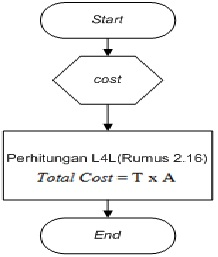 Start
cost
Perhitungan L4L(Rumus 2.16)
Total Cost = T x A
End